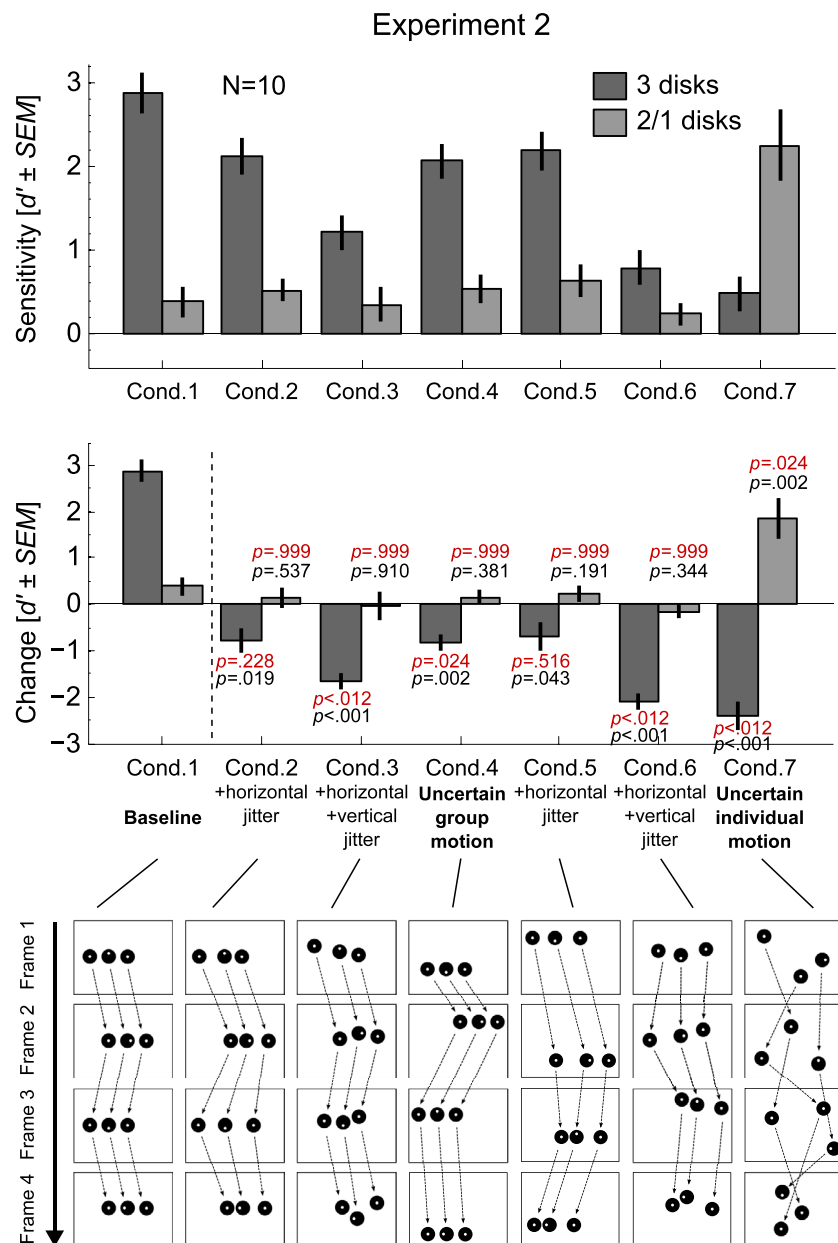 Experiment 2
Sensitivity [d′ ± SEM]
3
2
1
0
N=10
3 disks
2/1 disks
Cond.1 Cond.2 Cond.3 Cond.4 Cond.5 Cond.6 Cond.7
Change [d′ ± SEM]
3
2
1
0
−1
−2
−3
p=.024
p=.002
p=.999 p=.999 p=.999 p=.999 p=.999
p=.537 p=.910 p=.381 p=.191 p=.344
p=.228 p=.024 p=.516
p=.019 p=.002 p=.043
p<.012 p<.012 p<.012
p<.001 p<.001 p<.001
Cond.1 Cond.2 Cond.3 Cond.4 Cond.5 Cond.6 Cond.7
+horizontal +horizontal Uncertain +horizontal +horizontal Uncertain
Baseline jitter +vertical group jitter +vertical individual
jitter motion jitter motion
Frame 1
Frame 2
Frame 3
Frame 4